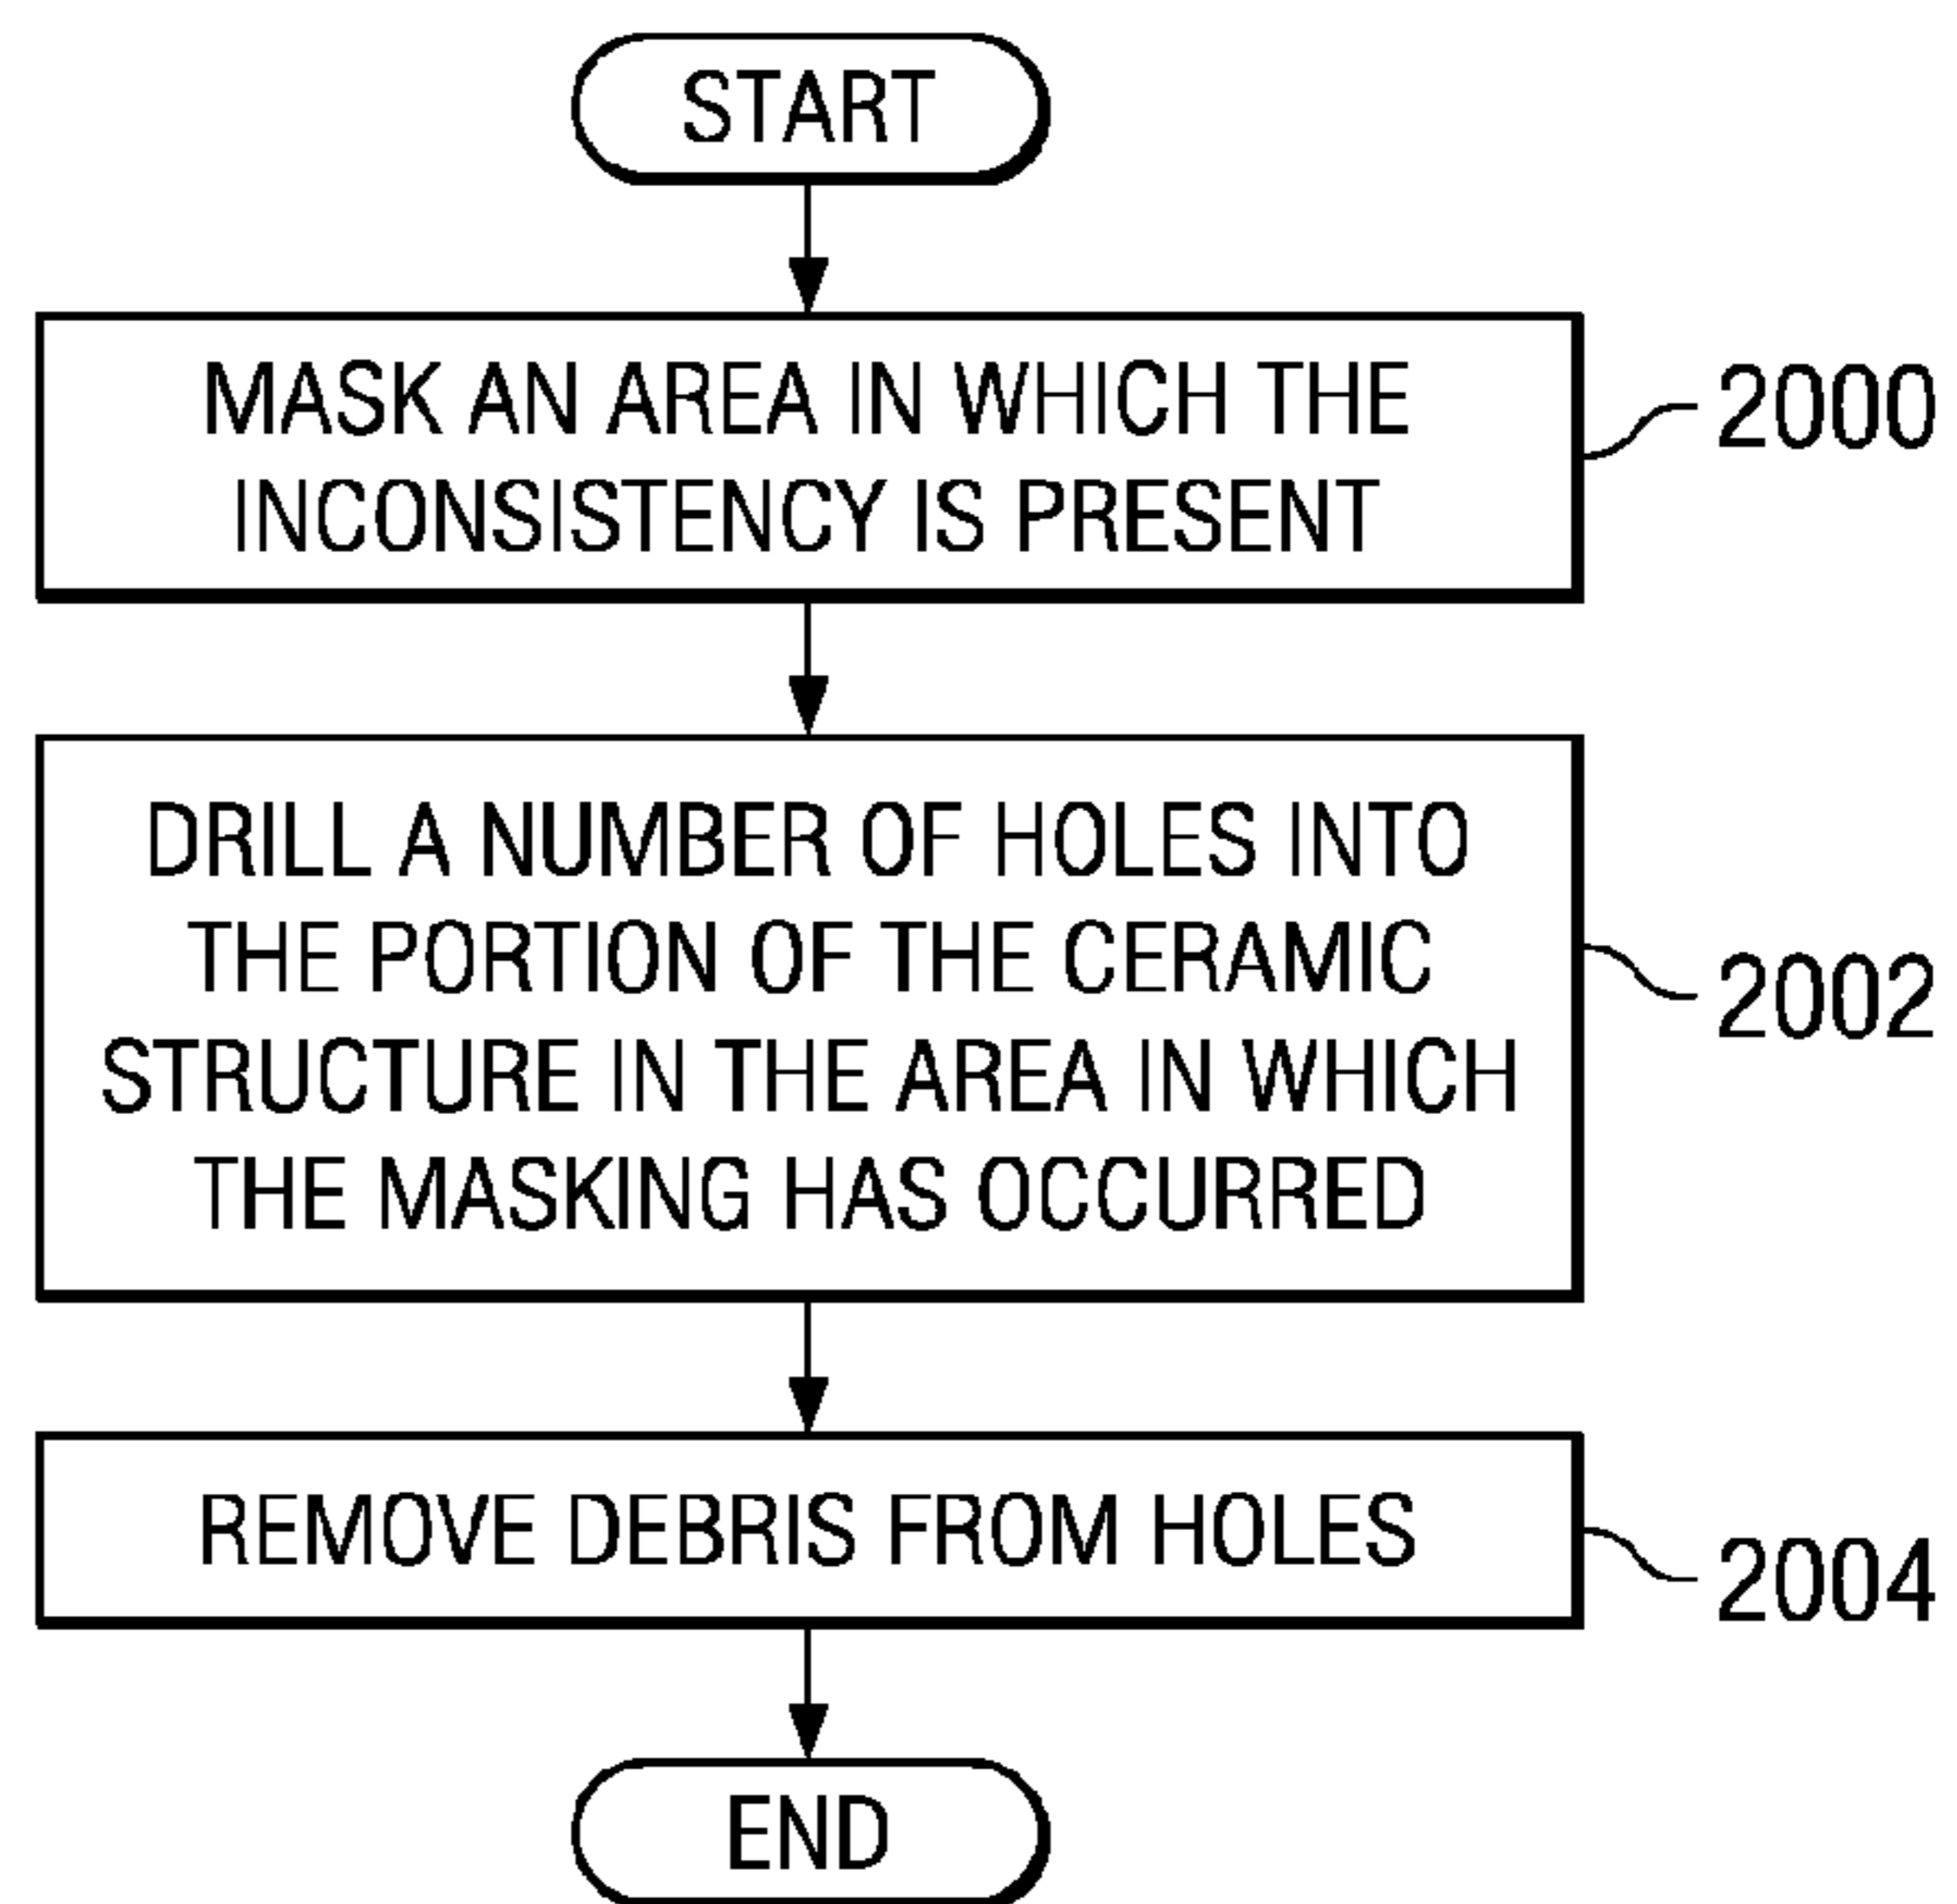 START
MASK AN AREA IN WHICH THE
INCONSISTENCY IS PRESENT
2000
DRILL A NUMBER OF HOLES INTO
THE PORTION OF THE CERAMIC
STRUCTURE IN THE AREA IN WHICH
THE MASKING HAS OCCURRED
2002
REMOVE DEBRIS FROM HOLES
2004
END